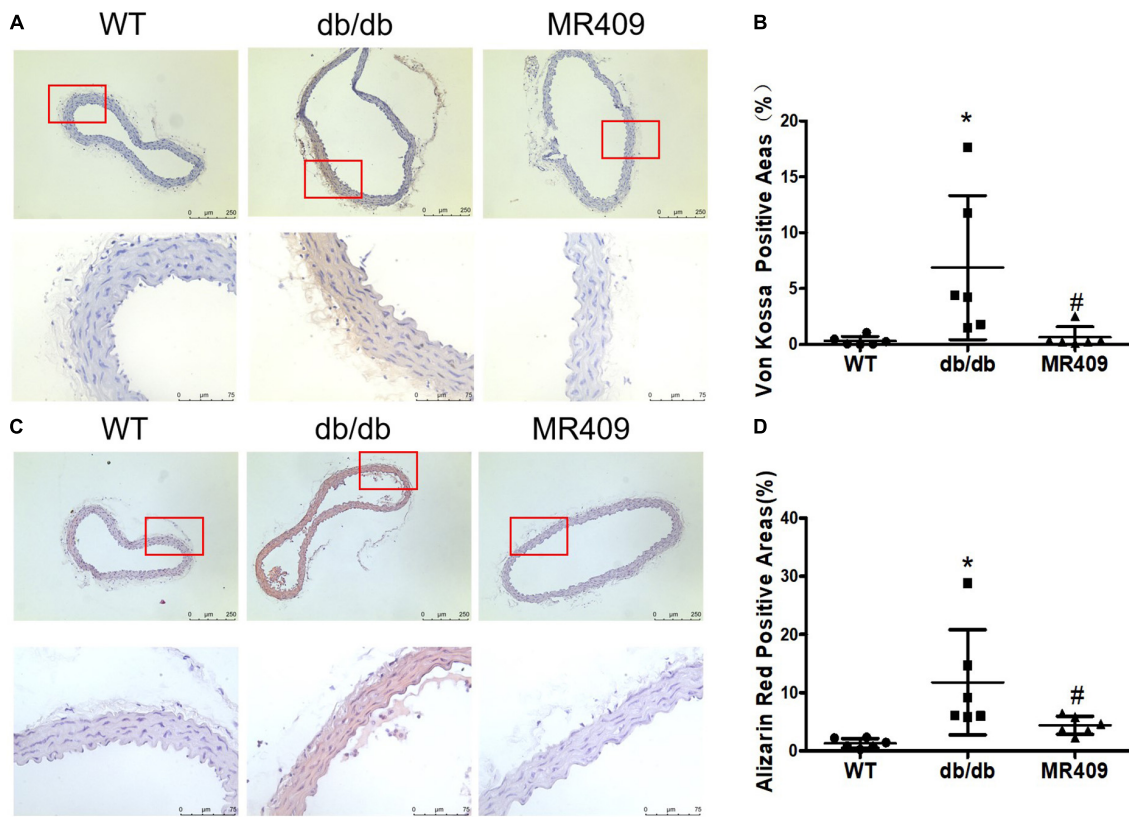 A
WT
db/db
MR409
0 µm 250
0 µm 250
0 µm 250
0 µm 75
0 µm 75
0 µm 75
B
Von Kossa Positive Aeas (%)
20
15
10
5
0
*
#
WT
db/db
MR409
C
WT
db/db
MR409
0 µm 250
0 µm 250
0 µm 250
0 µm 75
0 µm 75
0 µm 75
D
Alizarin Red Positive Areas(%)
40
30
20
10
0
*
#
WT
db/db
MR409